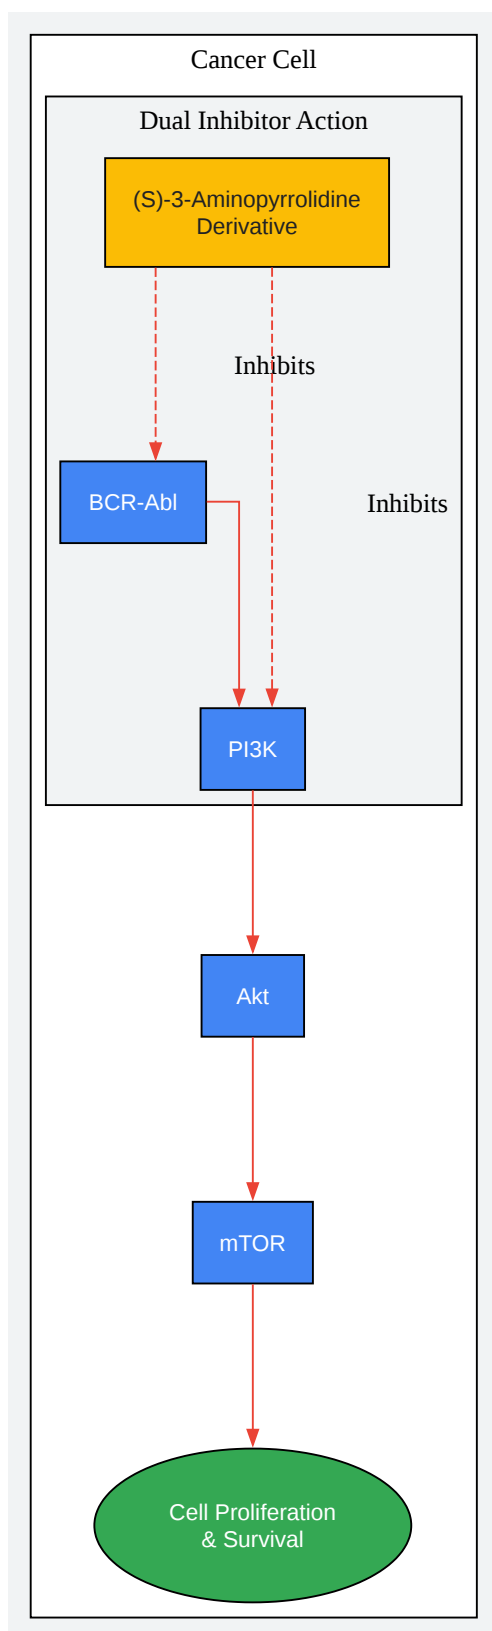 Cancer Cell
Dual Inhibitor Action
(S)-3-Aminopyrrolidine
Derivative
Inhibits
BCR-Abl
Inhibits
PI3K
Akt
mTOR
Cell Proliferation
& Survival